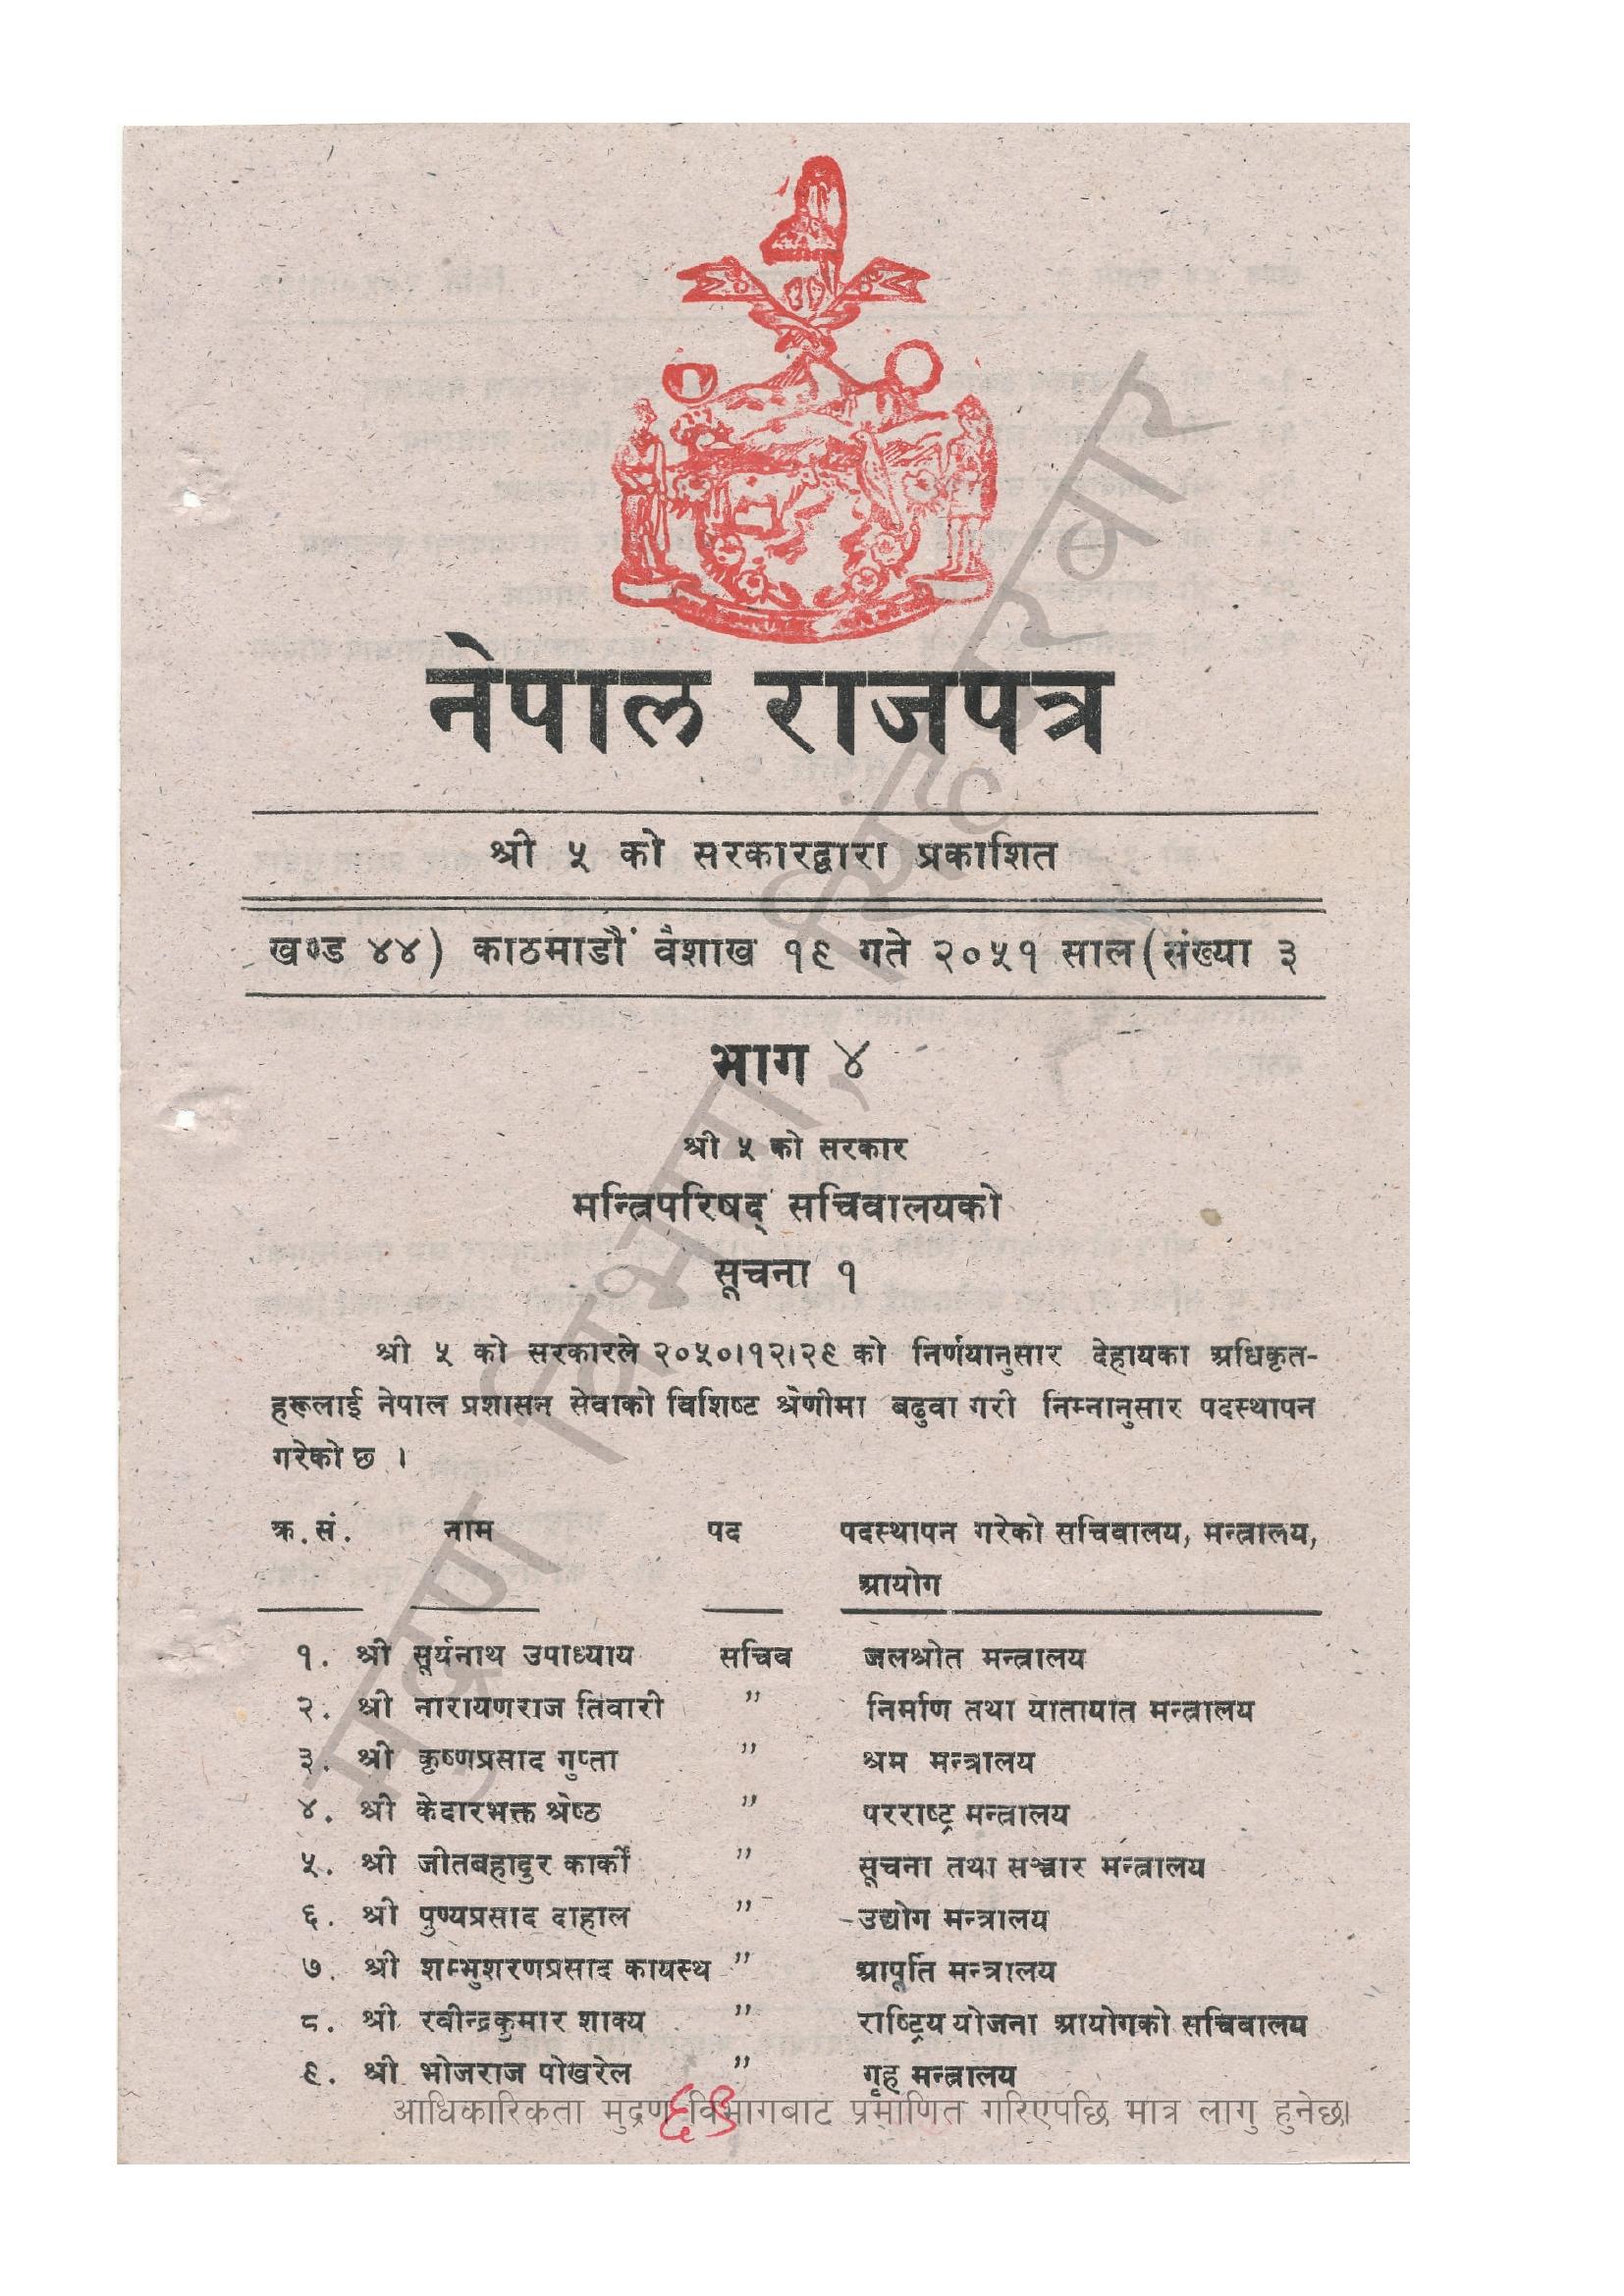 नेपाल राजपत्र
श्री ५ को सरकारद्वारा प्रकाशित
खण्ड ४४) काठमाडौं वैशाख १९ गते २०५१ साल (संख्या ३
भाग ४
श्री ५ को सरकार
मन्त्रिपरिषद् सचिवालयको
सूचना १
श्री ५ को सरकारले २०५०।१२।२९ को निर्णयानुसार देहायका अधिकृत-
हरूलाई नेपाल प्रशासन सेवाको विशिष्ट श्रेणीमा बढुवा गरी निम्नानुसार पदस्थापन
गरेको छ ।
क्र.सं. नाम पद पदस्थापन गरेको सचिवालय, मन्त्रालय,
आयोग
१. श्री सूर्यनाथ उपाध्याय सचिव जलश्रोत मन्त्रालय
२. श्री नारायणराज तिवारी " निर्माण तथा यातायात मन्त्रालय
३. श्री कृष्णप्रसाद गुप्ता " श्रम मन्त्रालय
४. श्री केदारभक्त श्रेष्ठ " परराष्ट्र मन्त्रालय
५. श्री जीतबहादुर कार्की " सूचना तथा सञ्चार मन्त्रालय
६. श्री पुण्यप्रसाद दाहाल " उद्योग मन्त्रालय
७. श्री शम्भुशरणप्रसाद कायस्थ " आपूर्ति मन्त्रालय
८. श्री रवीन्द्रकुमार शाक्य " राष्ट्रिय योजना आयोगको सचिवालय
९. श्री भोजराज पोखरेल " गृह मन्त्रालय
आधिकारिकता मुद्रण विभागबाट प्रमाणित गरिएपछि मात्र लागु हुनेछ।
६९
मुद्रण विभाग, सिंहदरबार